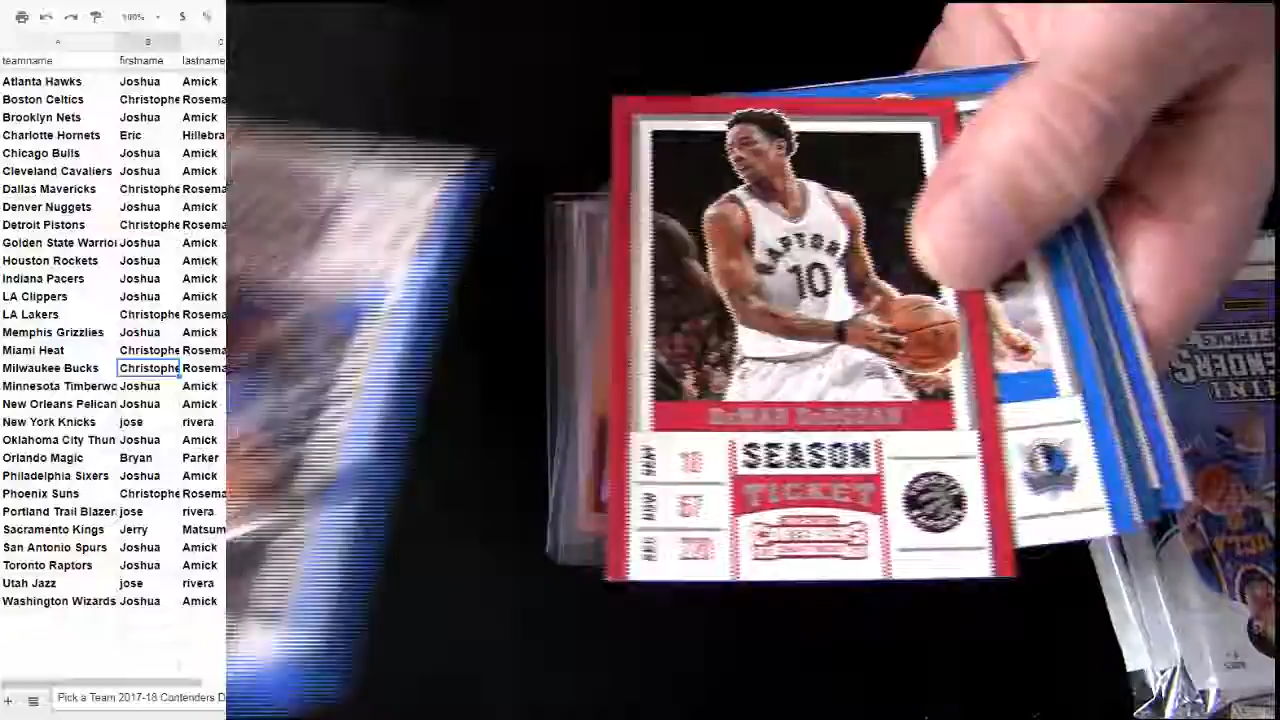 100%
$
%
A
B
C
teamname firstname lastname
Atlanta Hawks Joshua Amick
Boston Celtics Christophe Rosema
Brooklyn Nets Joshua Amick
Charlotte Hornets Eric Hillebra
Chicago Bulls Joshua Amick
Cleveland Cavaliers Joshua Amick
Dallas Mavericks Christophe Rosema
Denver Nuggets Joshua Amick
Detroit Pistons Christophe Rosema
Golden State Warrio Joshua Amick
Houston Rockets Joshua Amick
Indiana Pacers Joshua Amick
LA Clippers Joshua Amick
LA Lakers Christophe Rosema
Memphis Grizzlies Joshua Amick
Miami Heat Christophe Rosema
Milwaukee Bucks Christophe Rosema
Minnesota Timberwo Joshua Amick
New Orleans Pelican Joshua Amick
New York Knicks jose rivera
Oklahoma City Thun Joshua Amick
Orlando Magic Bryan Parker
Philadelphia Sixers Joshua Amick
Phoenix Suns Christophe Rosema
Portland Trail Blazer jose rivera
Sacramento Kings Jerry Matsum
San Antonio Spurs Joshua Amick
Toronto Raptors Joshua Amick
Utah Jazz jose rivera
Washington Wizards Joshua Amick
Pick a Team 2017-18 Contenders D
RAPTORS
10
DeMAR DeROZAN
SEASON
TICKET